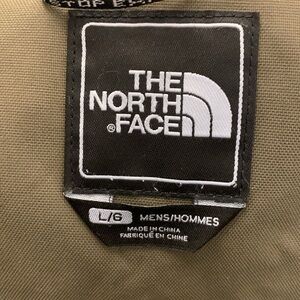 THE
NORTH
FACE
®
L/G MENS/HOMMES
MADE IN CHINA
FABRIQUÉ EN CHINE